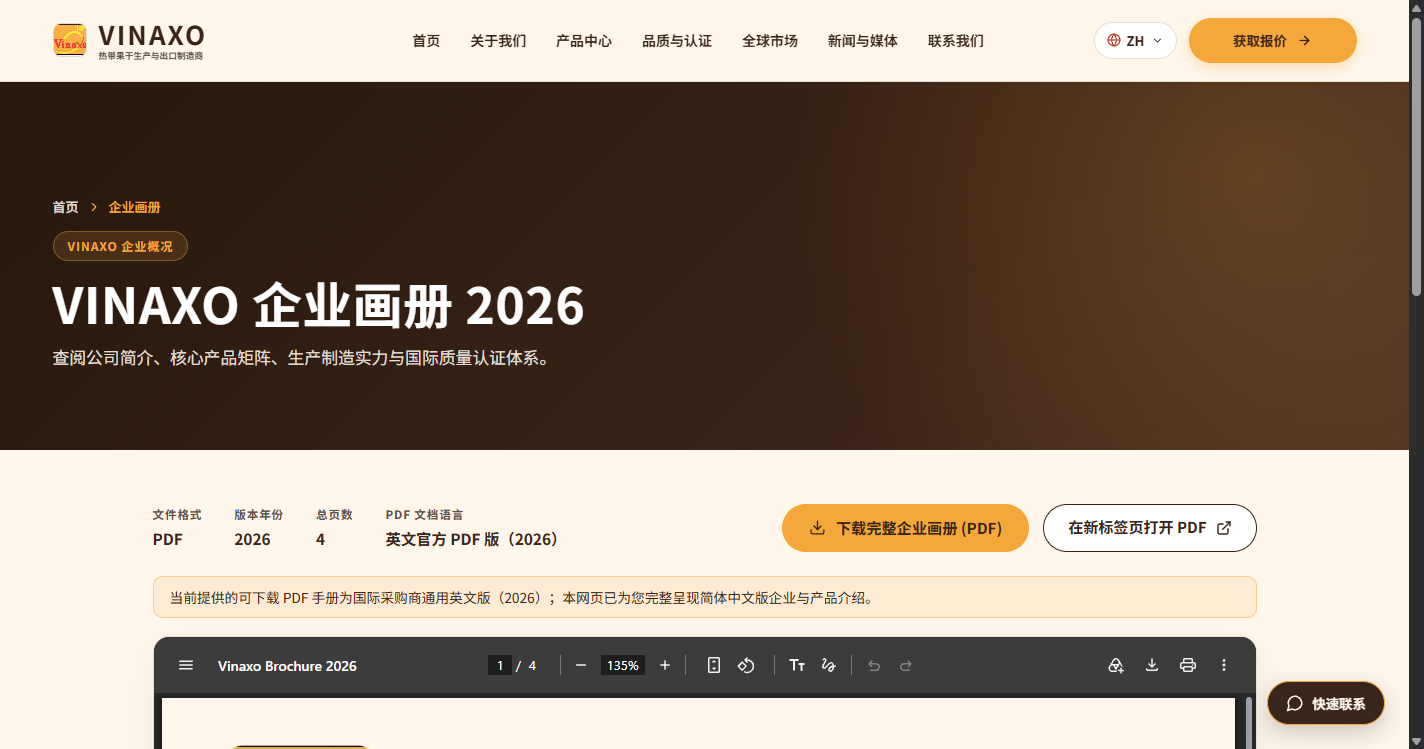 Vinaxo
VINAXO
热带果干生产与出口制造商
首页
关于我们
产品中心
品质与认证
全球市场
新闻与媒体
联系我们
ZH
获取报价
首页
企业画册
VINAXO 企业概况
VINAXO 企业画册 2026
查阅公司简介、核心产品矩阵、生产制造实力与国际质量认证体系。
文件格式
PDF
版本年份
2026
总页数
4
PDF 文档语言
英文官方 PDF 版（2026）
下载完整企业画册 (PDF)
在新标签页打开 PDF
当前提供的可下载 PDF 手册为国际采购商通用英文版（2026）；本网页已为您完整呈现简体中文版企业与产品介绍。
Vinaxo Brochure 2026
1 / 4
135%
快速联系